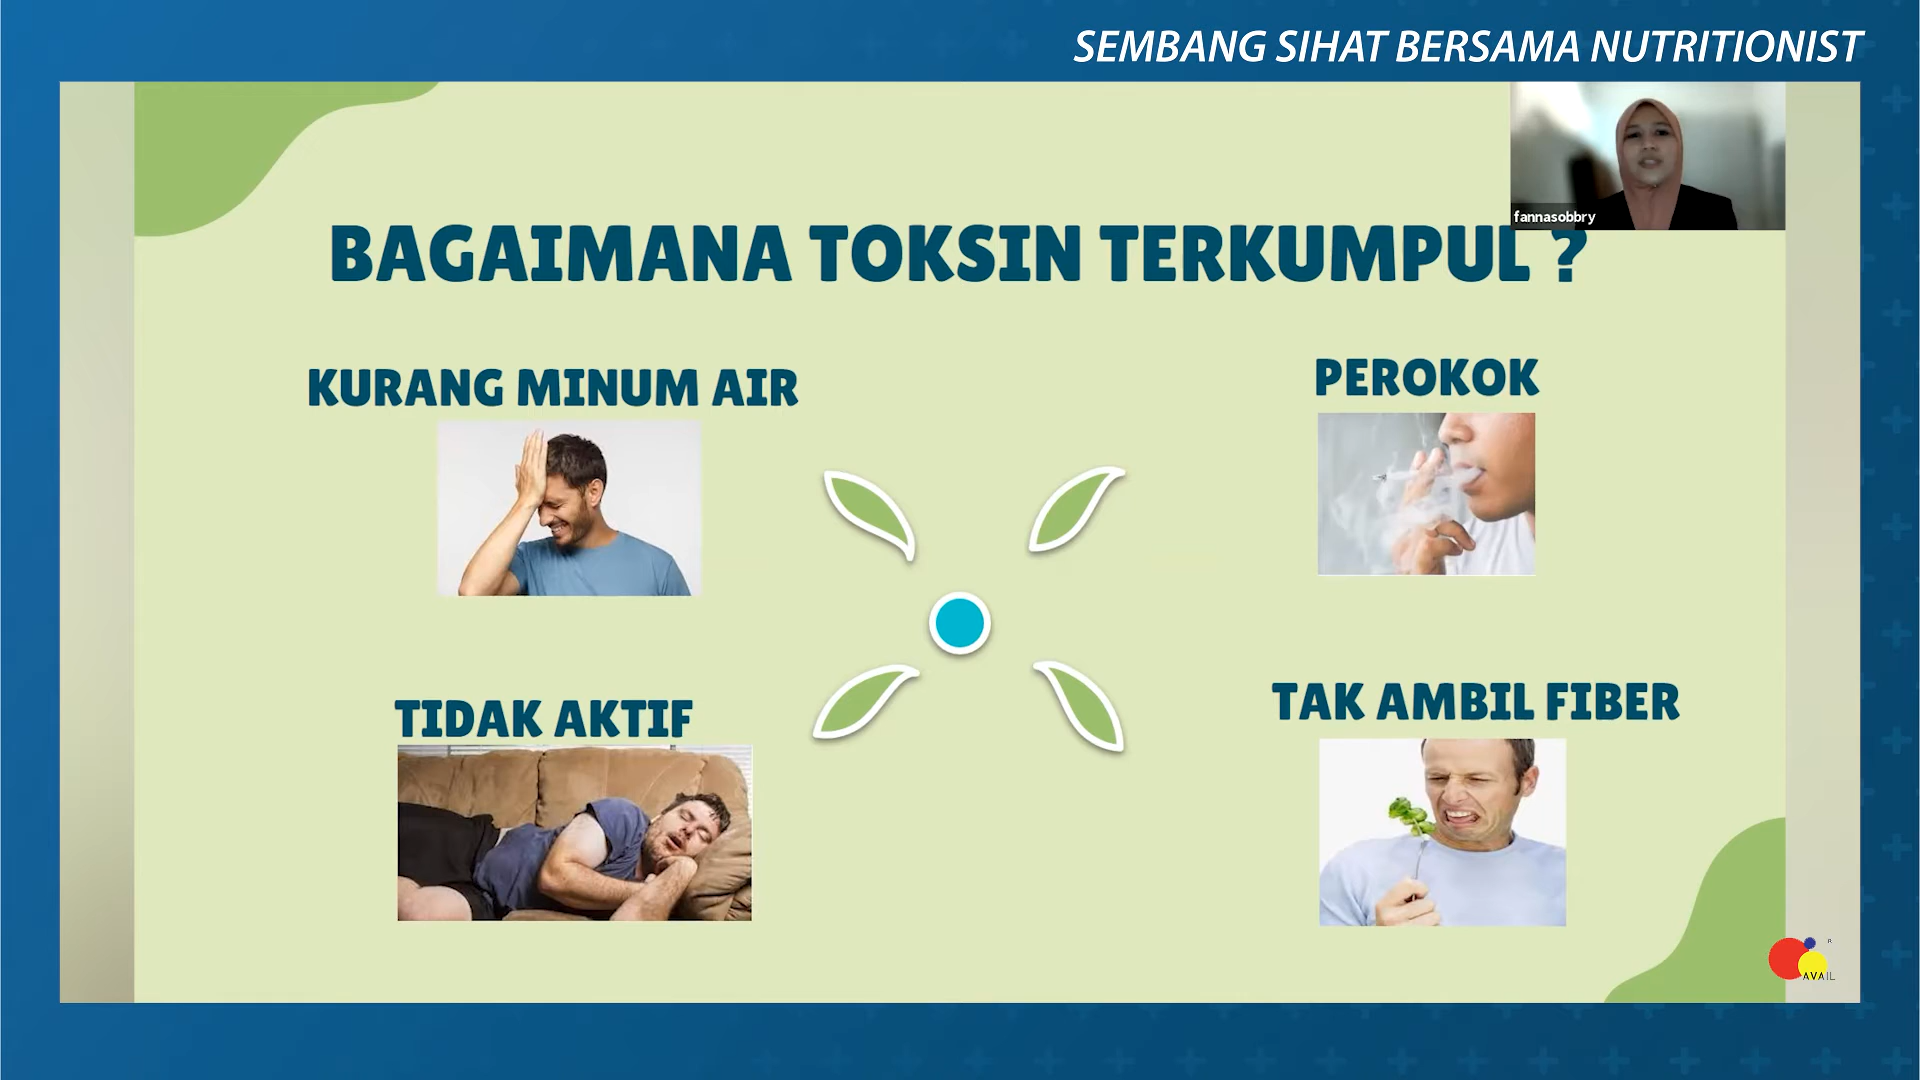 SEMBANG SIHAT BERSAMA NUTRITIONIST
fannasobbry
BAGAIMANA TOKSIN TERKUMPUL ?
KURANG MINUM AIR
PEROKOK
TIDAK AKTIF
TAK AMBIL FIBER
R
AVAIL